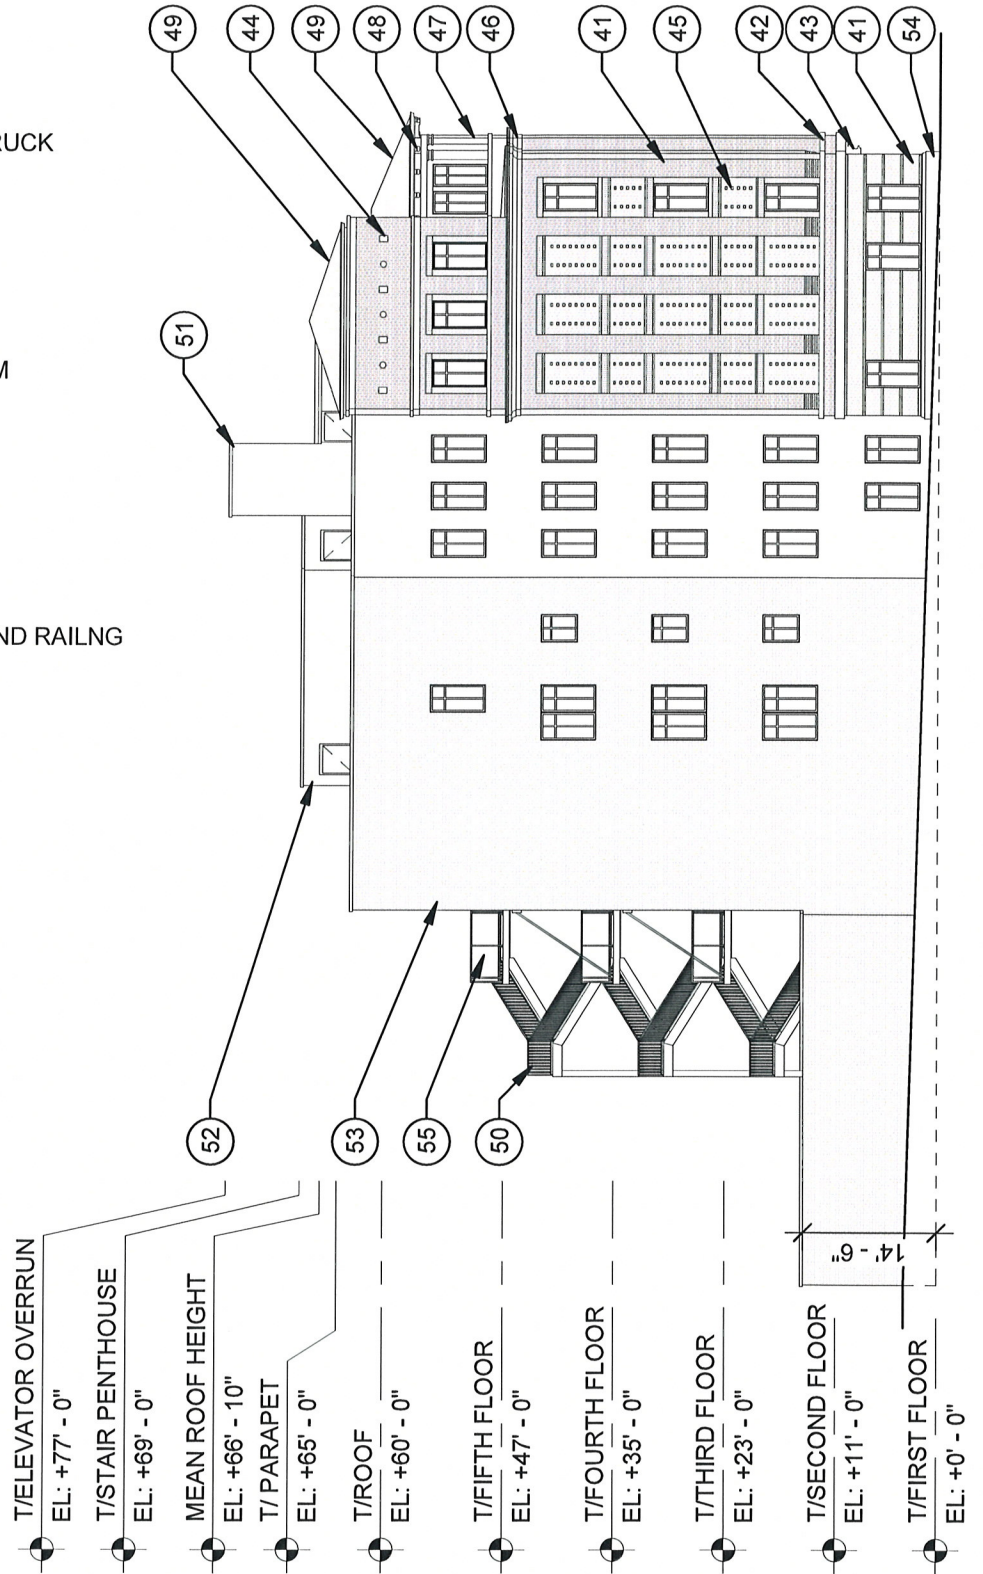 RUCK
M
ND RAILNG
49
44
49
48
47
46
41
45
42
43
41
54
51
52
53
55
50
T/ELEVATOR OVERRUN
EL: +77' - 0"
T/STAIR PENTHOUSE
EL: +69' - 0"
MEAN ROOF HEIGHT
EL: +66' - 10"
T/ PARAPET
EL: +65' - 0"
T/ROOF
EL: +60' - 0"
T/FIFTH FLOOR
EL: +47' - 0"
T/FOURTH FLOOR
EL: +35' - 0"
T/THIRD FLOOR
EL: +23' - 0"
T/SECOND FLOOR
EL: +11' - 0"
T/FIRST FLOOR
EL: +0' - 0"
14' - 6"